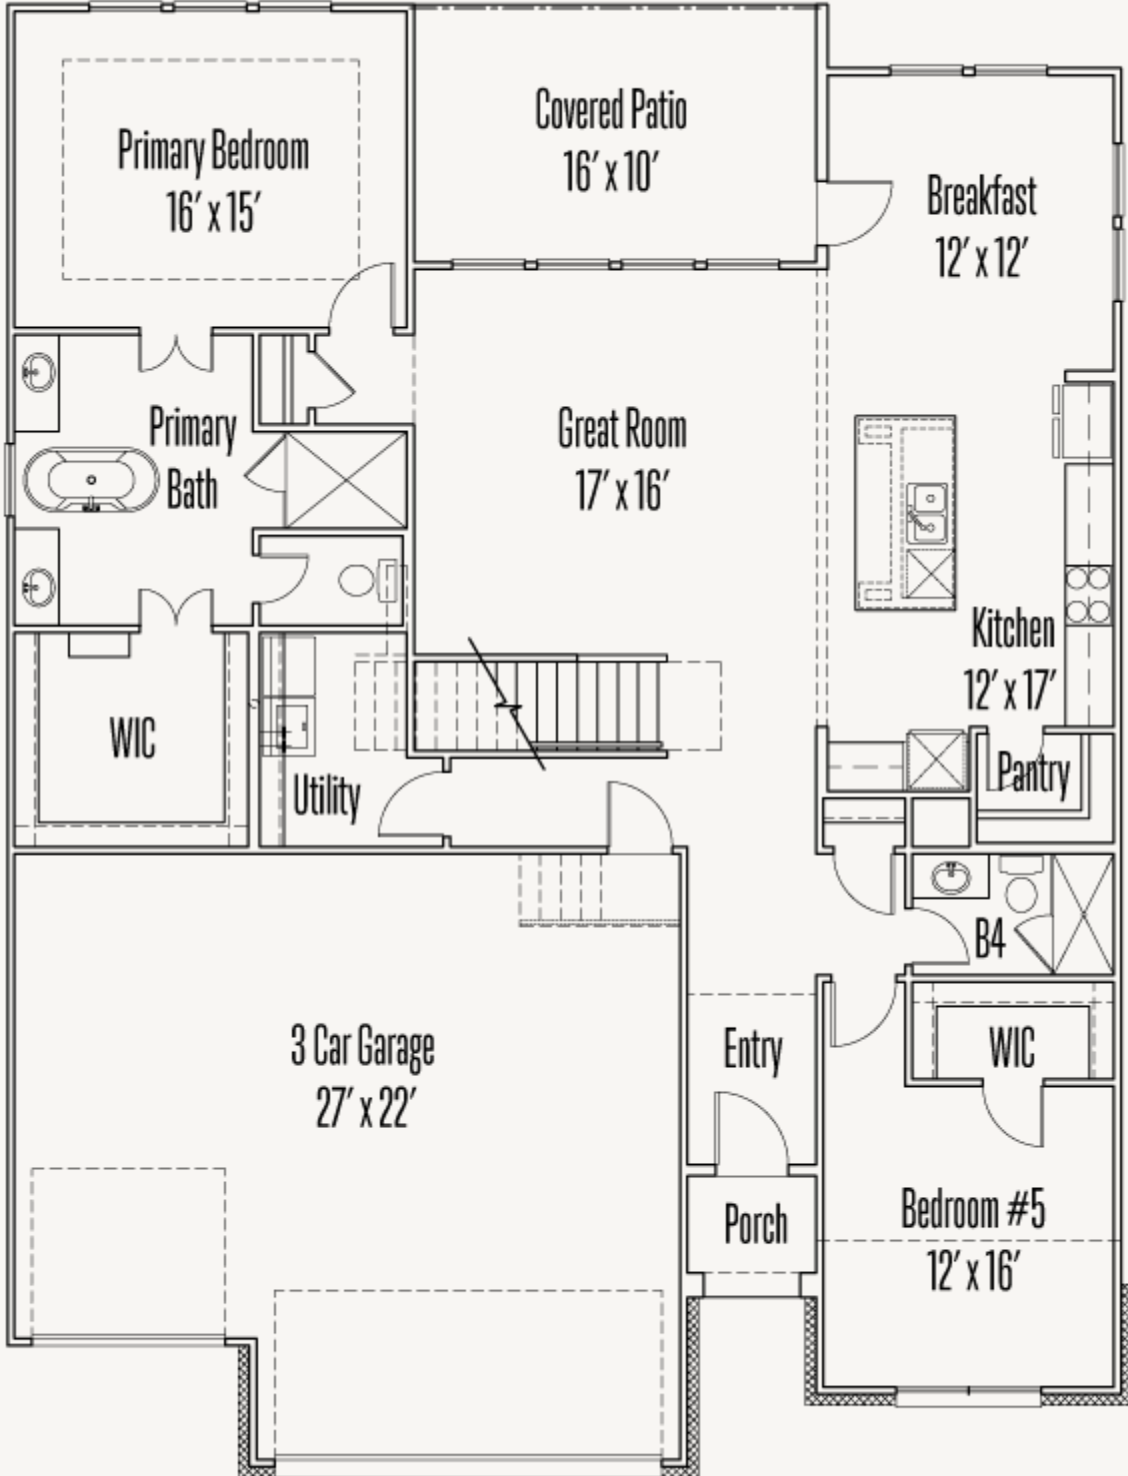 Primary Bedroom
16′ x 15′
Covered Patio
16′ x 10′
Breakfast
12′ x 12′
Primary
Bath
Great Room
17′ x 16′
Kitchen
12′ x 17′
WIC
Utility
Pantry
B4
3 Car Garage
27′ x 22′
Entry
WIC
Porch
Bedroom #5
12′ x 16′